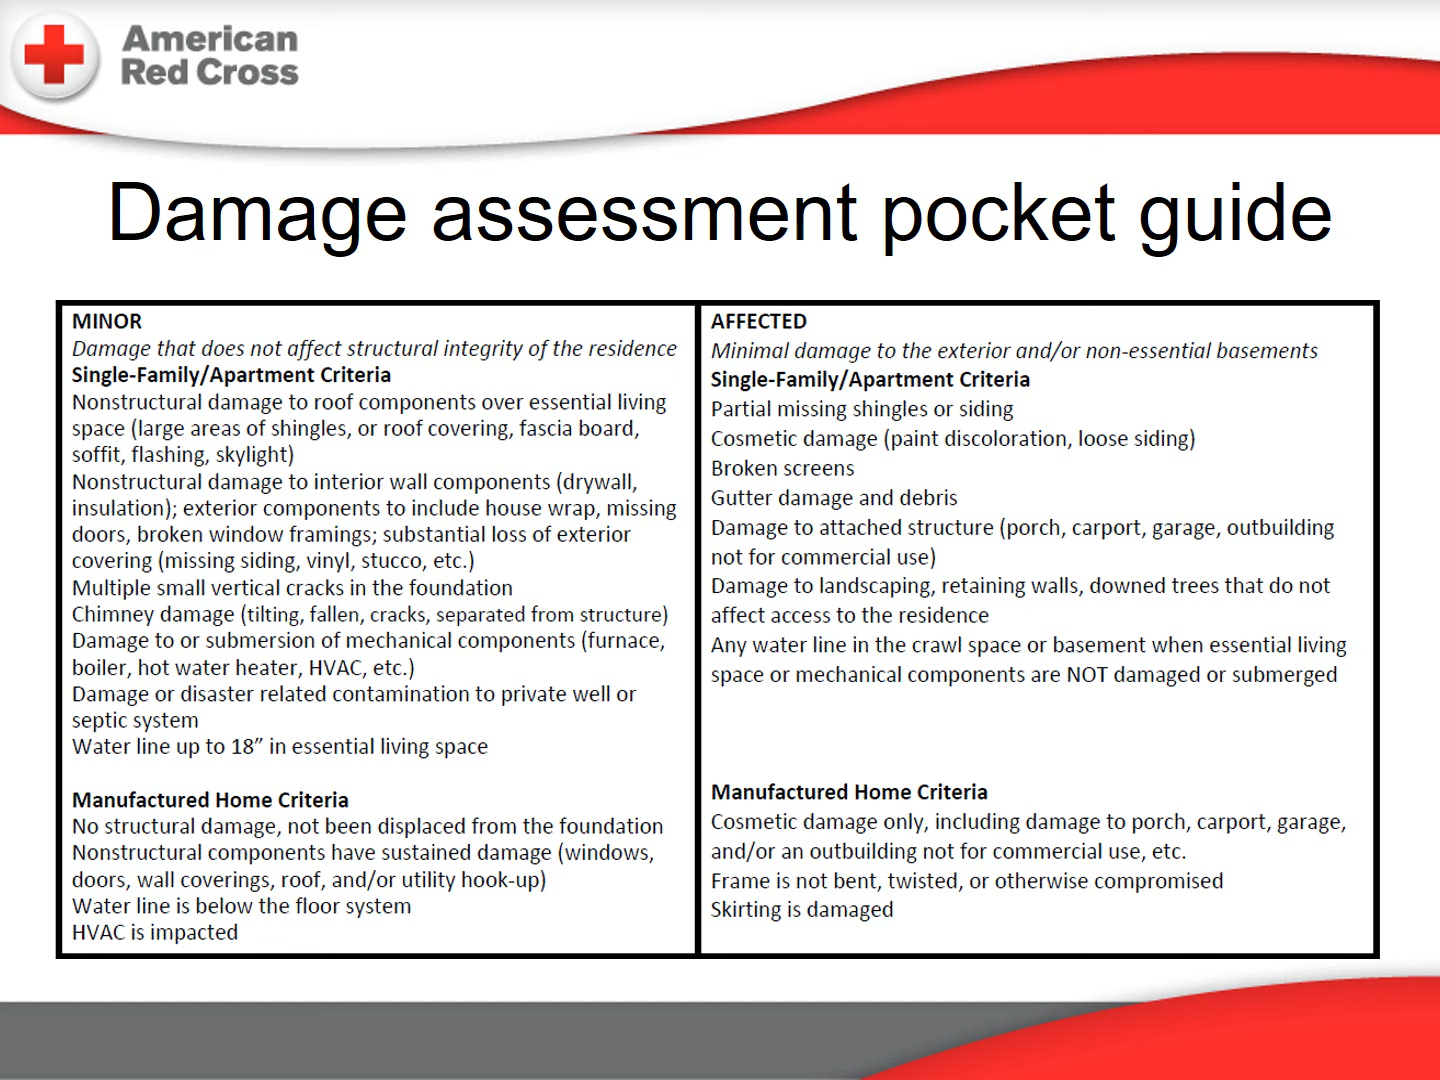 American
Red Cross
Damage assessment pocket guide
MINOR
Damage that does not affect structural integrity of the residence
Single-Family/Apartment Criteria
Nonstructural damage to roof components over essential living
space (large areas of shingles, or roof covering, fascia board,
soffit, flashing, skylight)
Nonstructural damage to interior wall components (drywall,
insulation); exterior components to include house wrap, missing
doors, broken window framings; substantial loss of exterior
covering (missing siding, vinyl, stucco, etc.)
Multiple small vertical cracks in the foundation
Chimney damage (tilting, fallen, cracks, separated from structure)
Damage to or submersion of mechanical components (furnace,
boiler, hot water heater, HVAC, etc.)
Damage or disaster related contamination to private well or
septic system
Water line up to 18” in essential living space
Manufactured Home Criteria
No structural damage, not been displaced from the foundation
Nonstructural components have sustained damage (windows,
doors, wall coverings, roof, and/or utility hook-up)
Water line is below the floor system
HVAC is impacted
AFFECTED
Minimal damage to the exterior and/or non-essential basements
Single-Family/Apartment Criteria
Partial missing shingles or siding
Cosmetic damage (paint discoloration, loose siding)
Broken screens
Gutter damage and debris
Damage to attached structure (porch, carport, garage, outbuilding
not for commercial use)
Damage to landscaping, retaining walls, downed trees that do not
affect access to the residence
Any water line in the crawl space or basement when essential living
space or mechanical components are NOT damaged or submerged
Manufactured Home Criteria
Cosmetic damage only, including damage to porch, carport, garage,
and/or an outbuilding not for commercial use, etc.
Frame is not bent, twisted, or otherwise compromised
Skirting is damaged